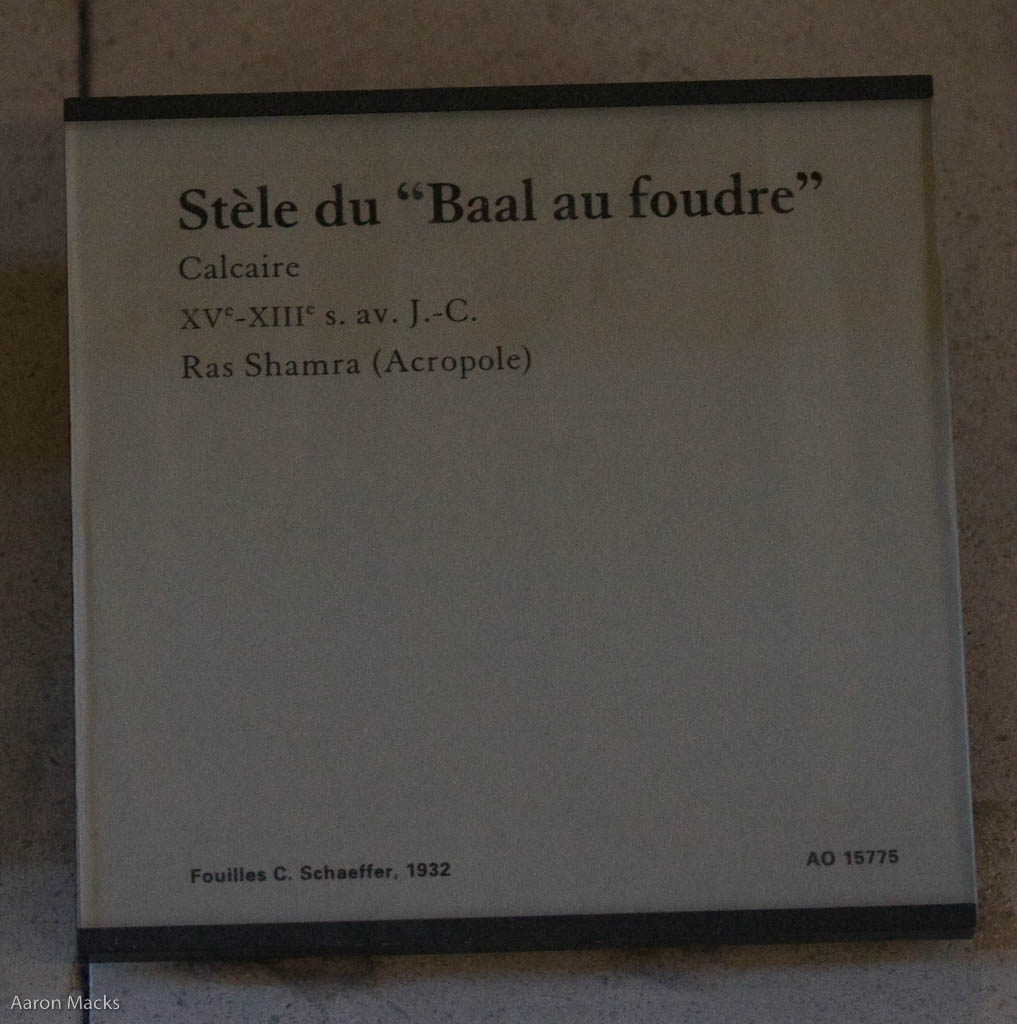 Stèle du “Baal au foudre”
Calcaire
XVᵉ-XIIIᵉ s. av. J.-C.
Ras Shamra (Acropole)
Fouilles C. Schaeffer, 1932
AO 15775
Aaron Macks